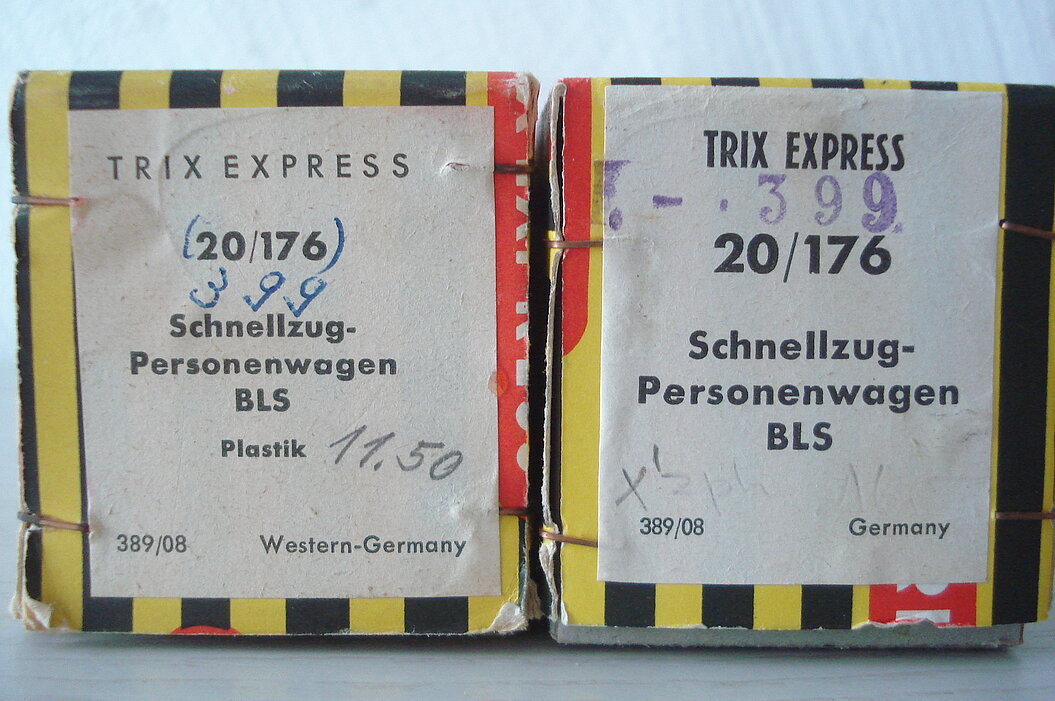 TRIX EXPRESS
(20/176)
399
Schnellzug-
Personenwagen
BLS
Plastik 11.50
389/08 Western-Germany
TRIX EXPRESS
.- . 399
20/176
Schnellzug-
Personenwagen
BLS
389/08 Germany